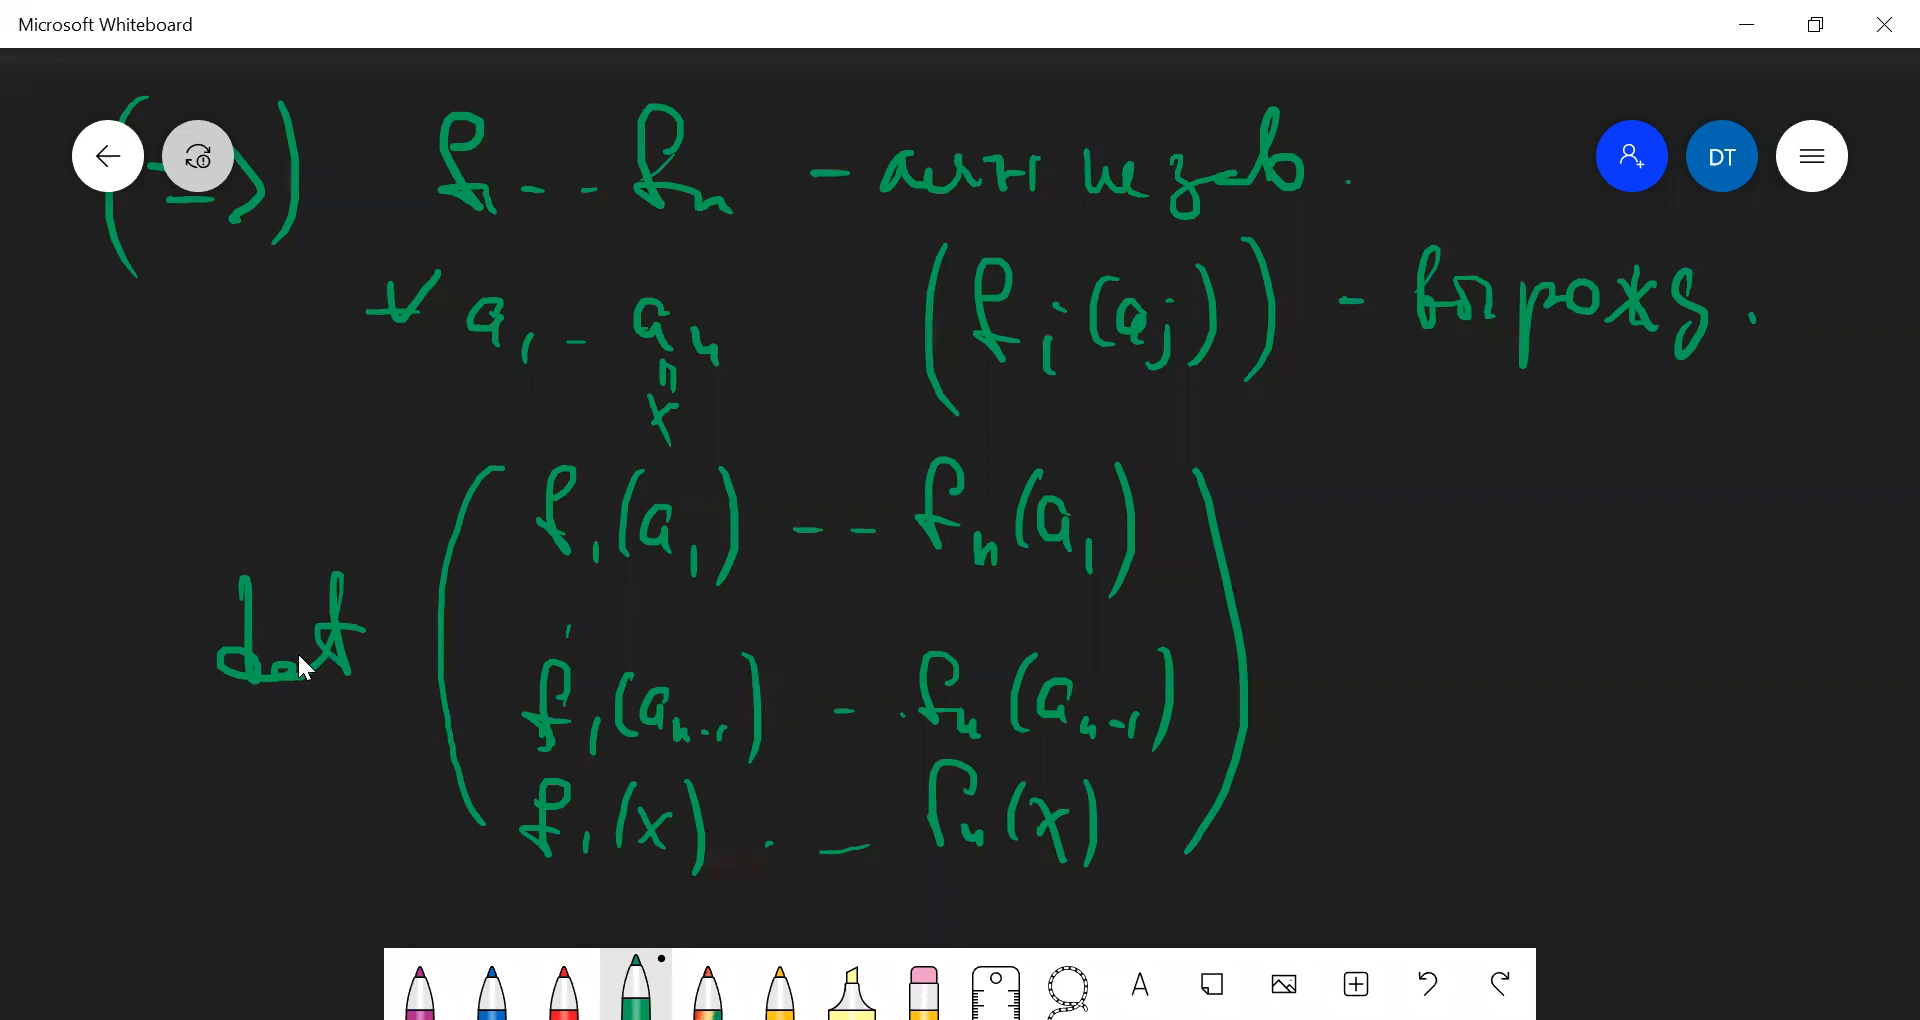 Microsoft Whiteboard
(=>) f₁ -- fₙ - лин незав.
DT
∀ a₁ - aₙ (fᵢ(aⱼ)) - вырожд.
"
x
f₁(a₁) -- fₙ(a₁)
det
f₁(aₙ₋₁) - . fₙ(aₙ₋₁)
f₁(x) . _ fₙ(x)